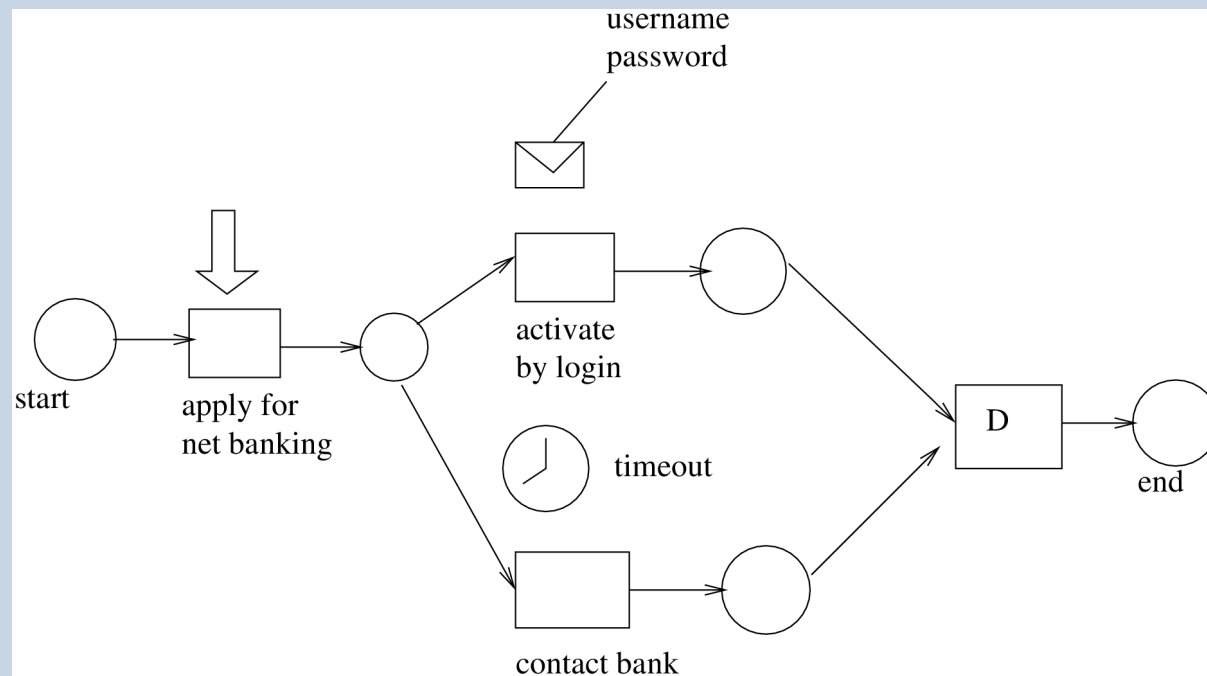 username
password
start
apply for
net banking
activate
by login
timeout
contact bank
D
end